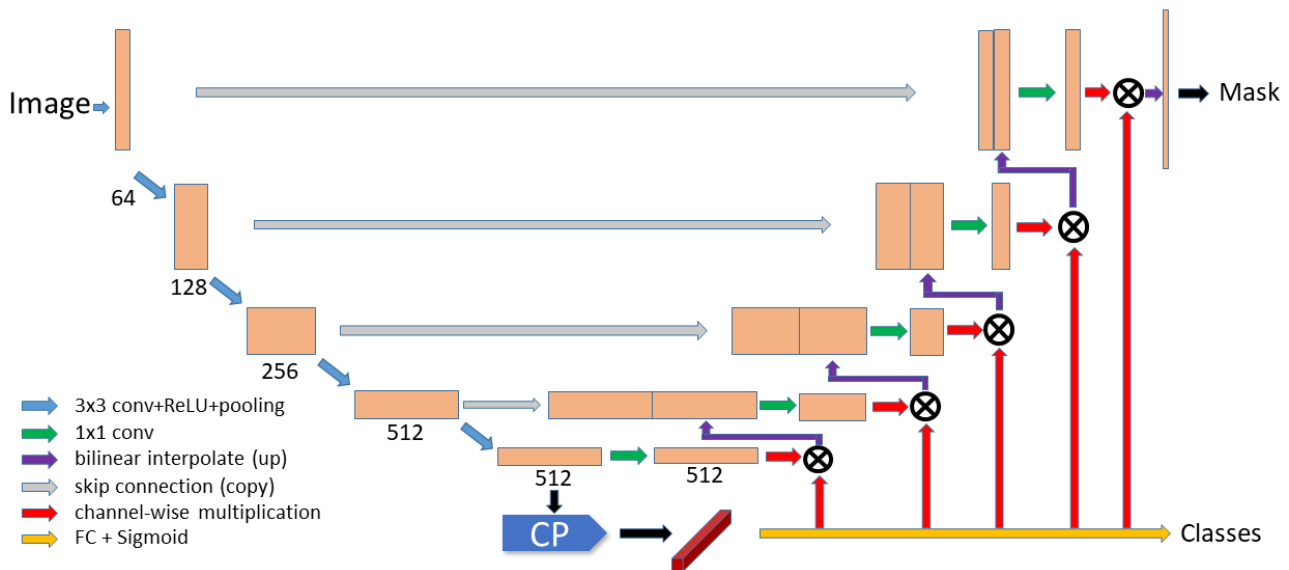 Image
Mask
64
128
256
3x3 conv+ReLU+pooling
1x1 conv
bilinear interpolate (up)
skip connection (copy)
channel-wise multiplication
FC + Sigmoid
512
512
512
CP
Classes